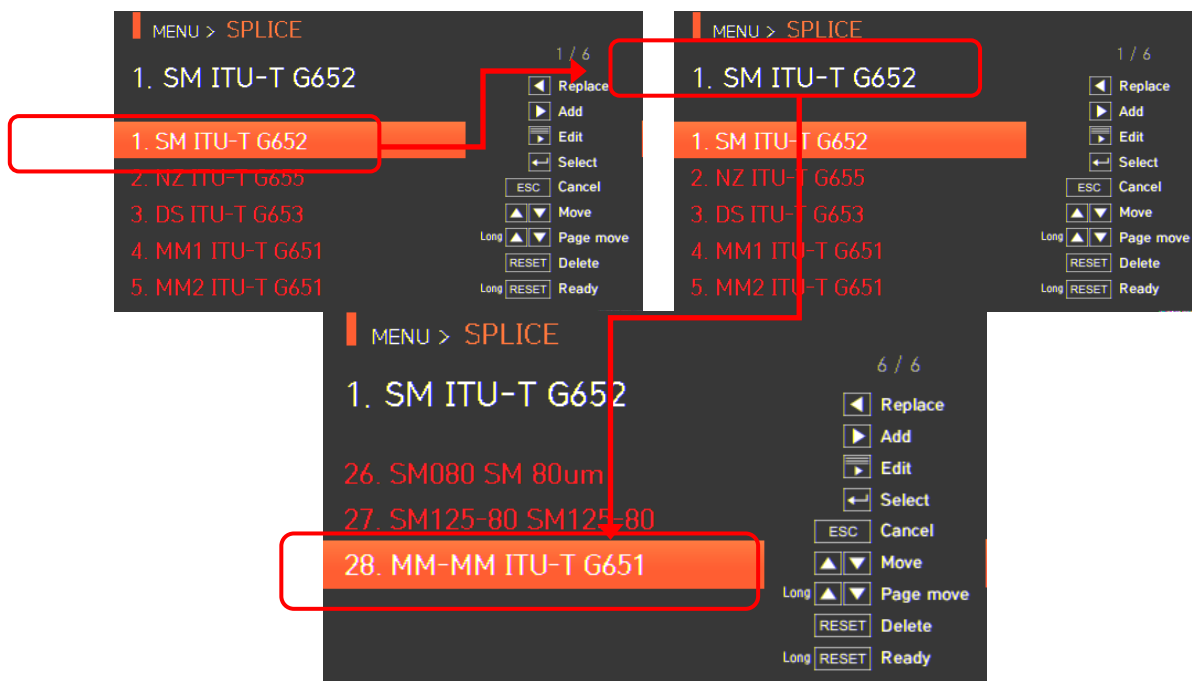 MENU > SPLICE
1 / 6
1. SM ITU-T G652
Replace
Add
1. SM ITU-T G652
Edit
Select
2. NZ ITU-T G655
ESC Cancel
3. DS ITU-T G653
Move
4. MM1 ITU-T G651
Long Page move
RESET Delete
5. MM2 ITU-T G651
Long RESET Ready
MENU > SPLICE
1 / 6
1. SM ITU-T G652
Replace
Add
1. SM ITU-T G652
Edit
Select
2. NZ ITU-T G655
ESC Cancel
3. DS ITU-T G653
Move
4. MM1 ITU-T G651
Long Page move
RESET Delete
5. MM2 ITU-T G651
Long RESET Ready
MENU > SPLICE
6 / 6
1. SM ITU-T G652
Replace
Add
26. SM080 SM 80um
Edit
Select
27. SM125-80 SM125-80
ESC Cancel
28. MM-MM ITU-T G651
Move
Long Page move
RESET Delete
Long RESET Ready